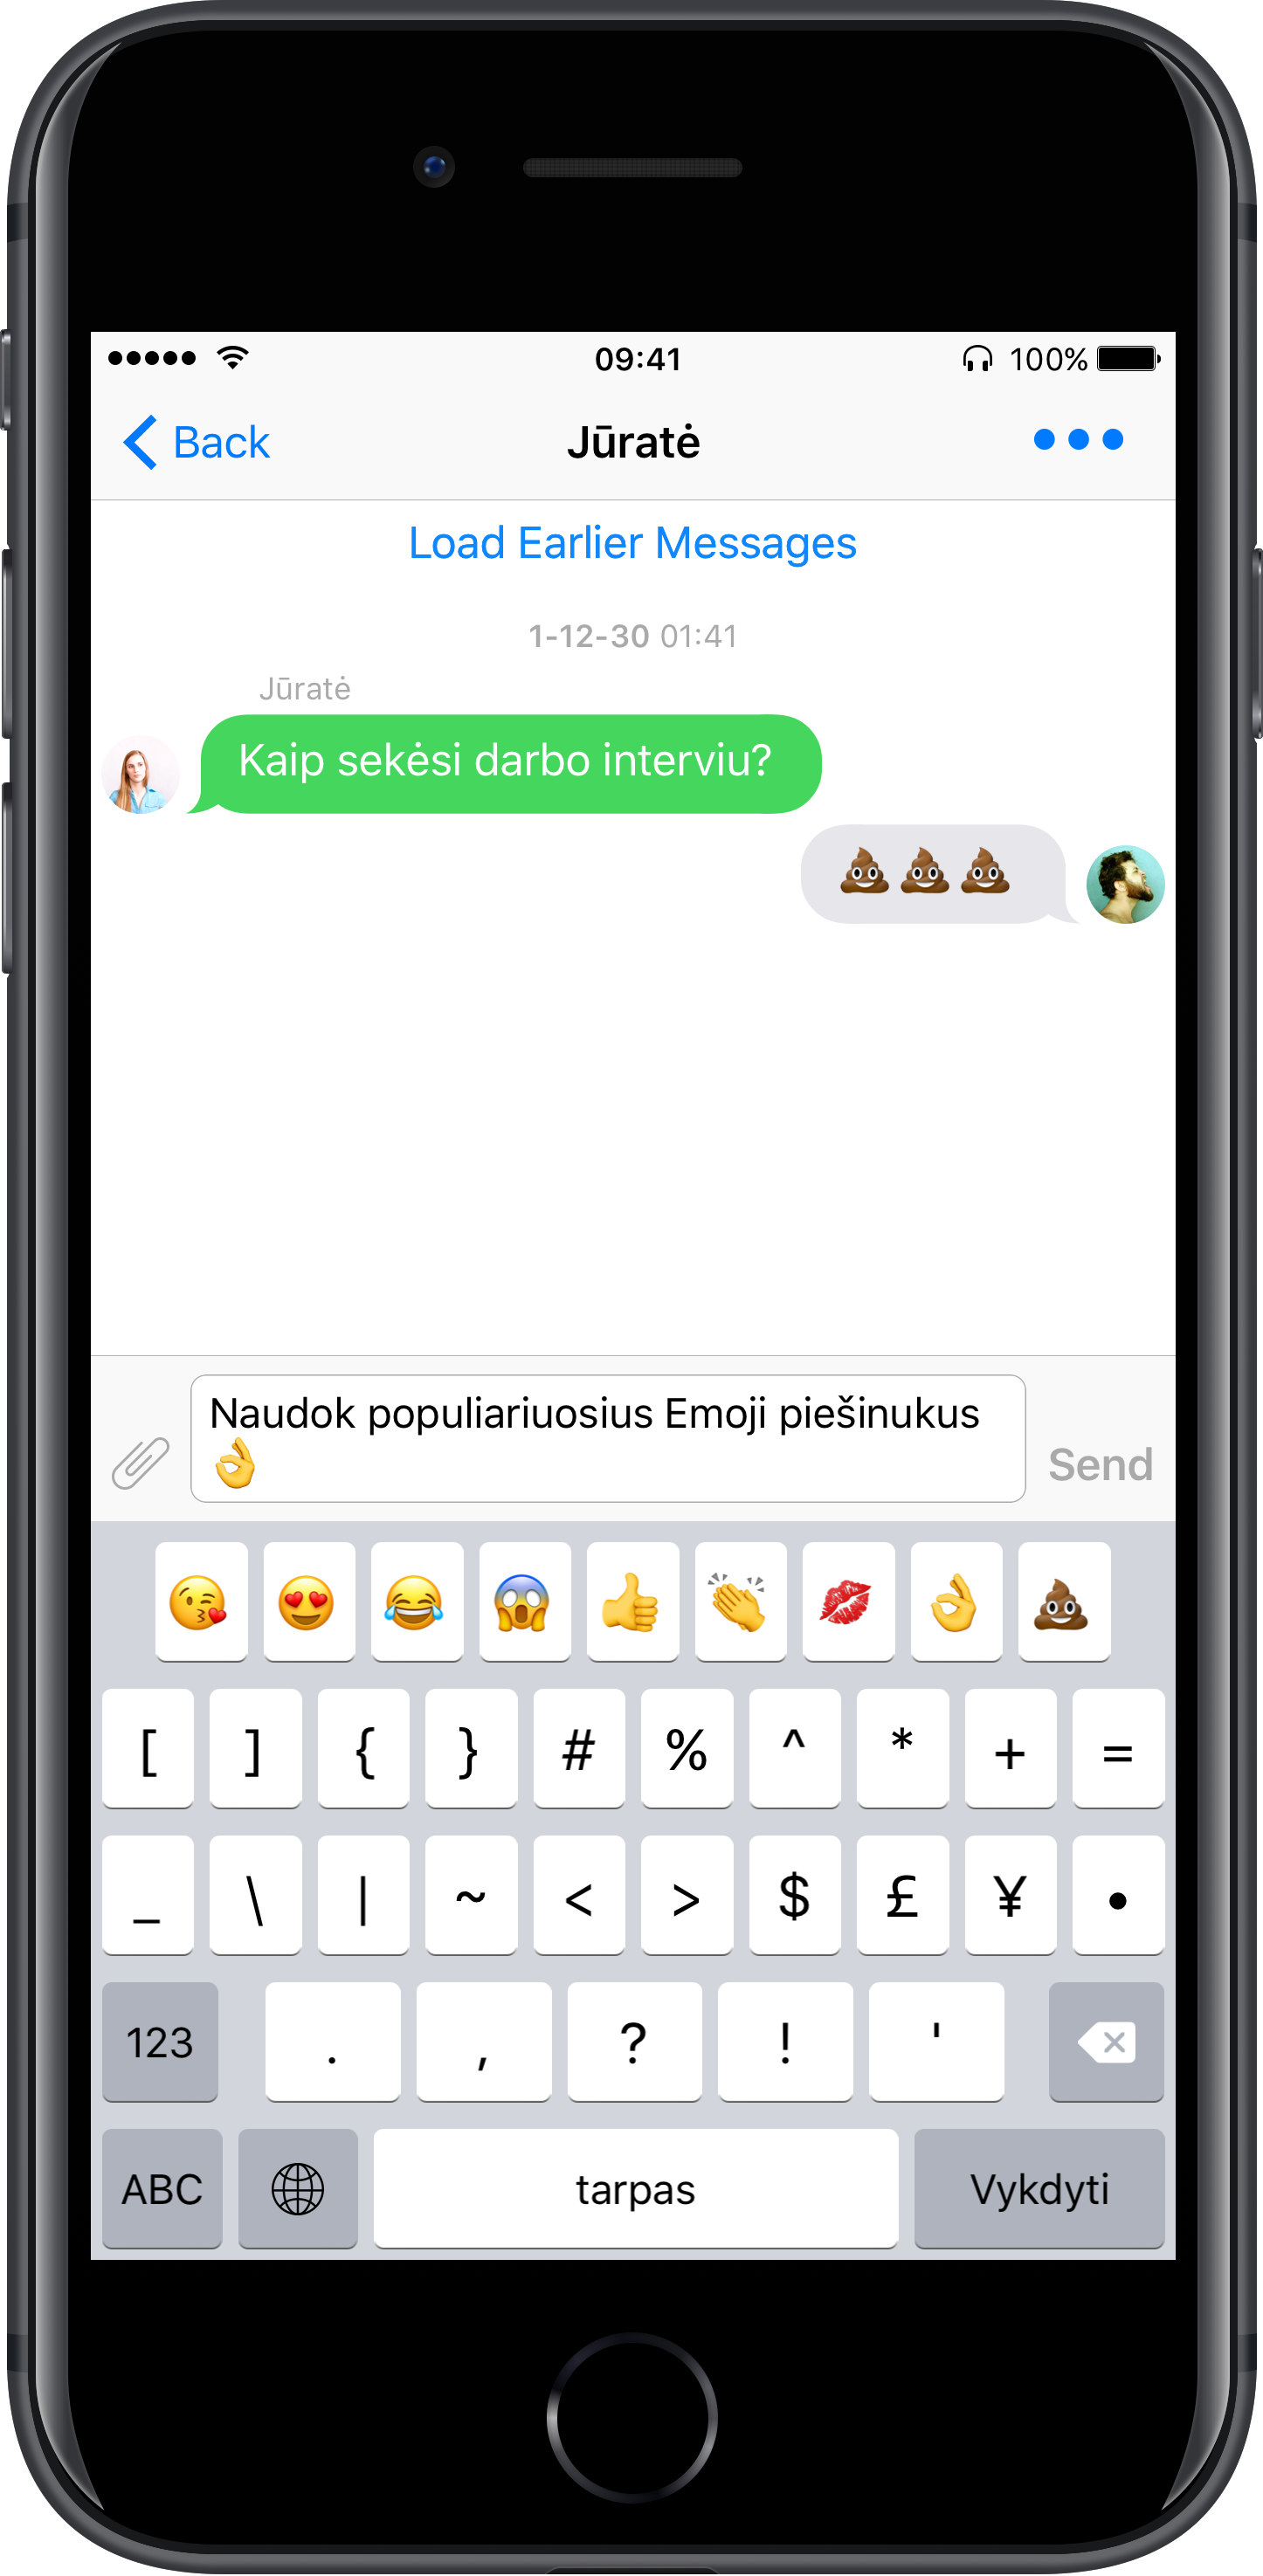 09:41 100%
Back Jūratė
Load Earlier Messages
1-12-30 01:41
Jūratė
Kaip sekėsi darbo interviu?
💩💩💩
Naudok populiariuosius Emoji piešinukus
👌
Send
😘 😍 😂 😱 👍 👏 💋 👌 💩
[ ] { } # % ^ * + =
_ \ | ~ < > $ £ ¥ •
123 . , ? ! '
ABC tarpas Vykdyti